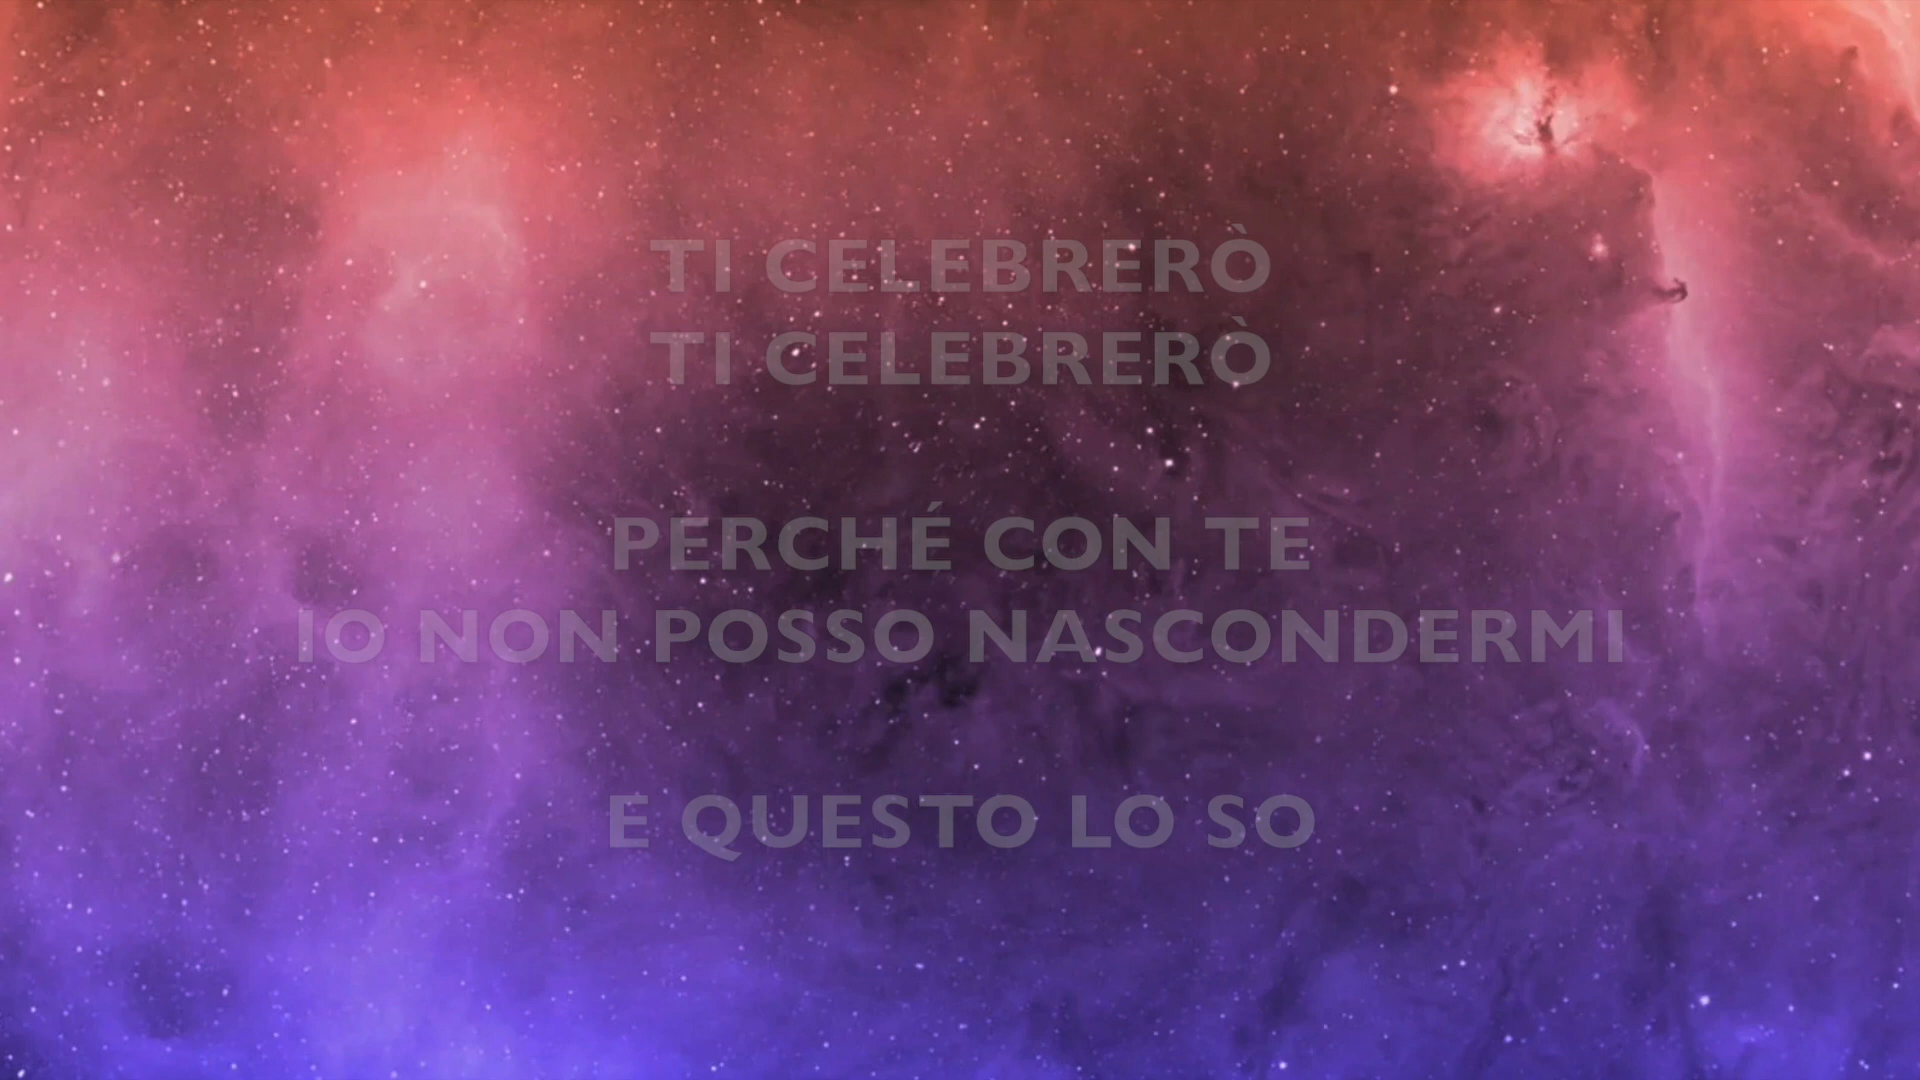 TI CELEBRERÒ
TI CELEBRERÒ
PERCHÉ CON TE
IO NON POSSO NASCONDERMI
E QUESTO LO SO